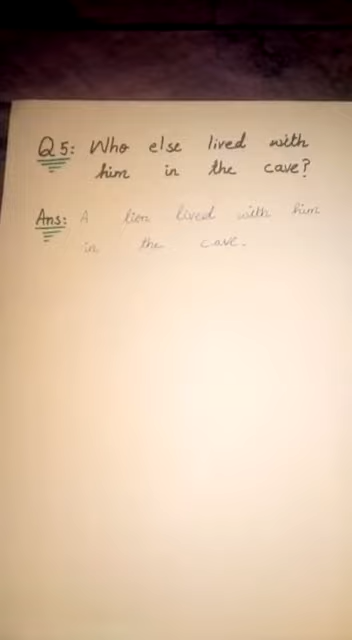 Q5: Who else lived with
him in the cave?
Ans: A lion lived with him
in the cave.